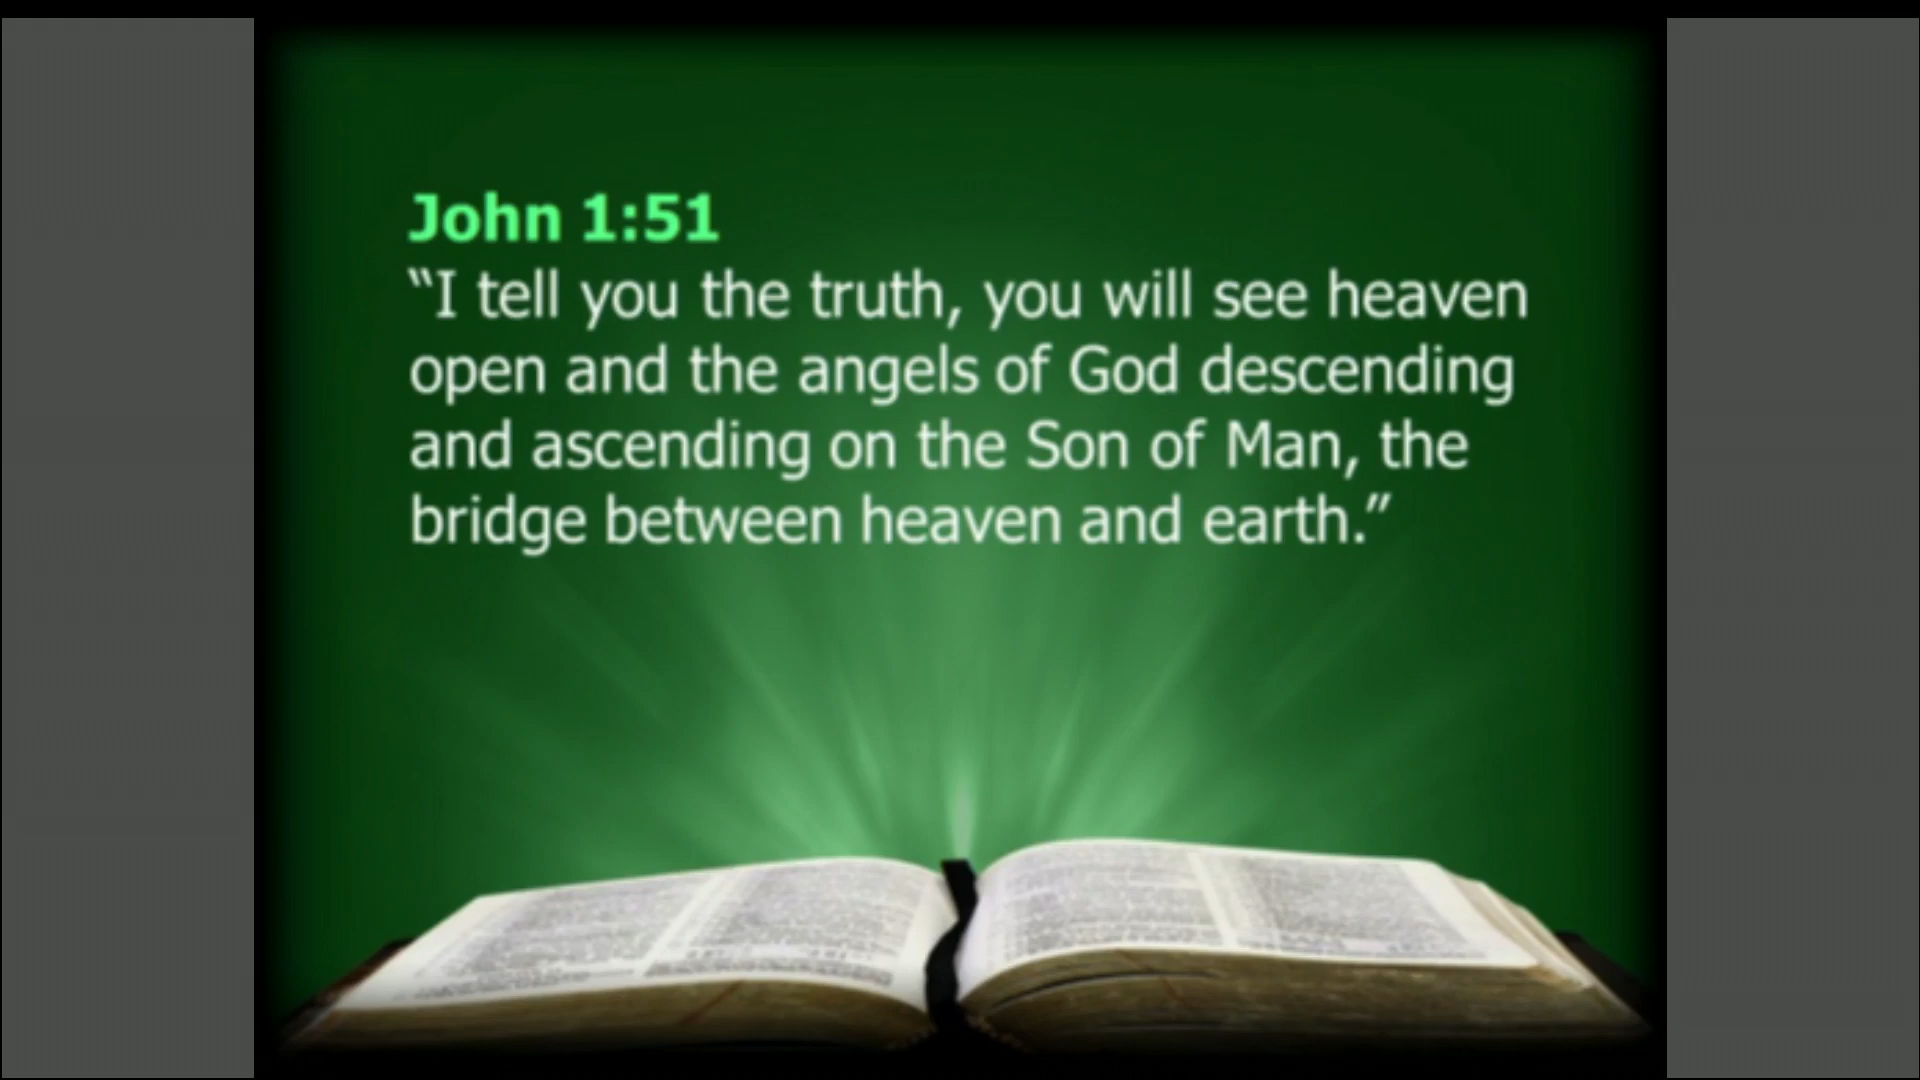 John 1:51
“I tell you the truth, you will see heaven
open and the angels of God descending
and ascending on the Son of Man, the
bridge between heaven and earth.”